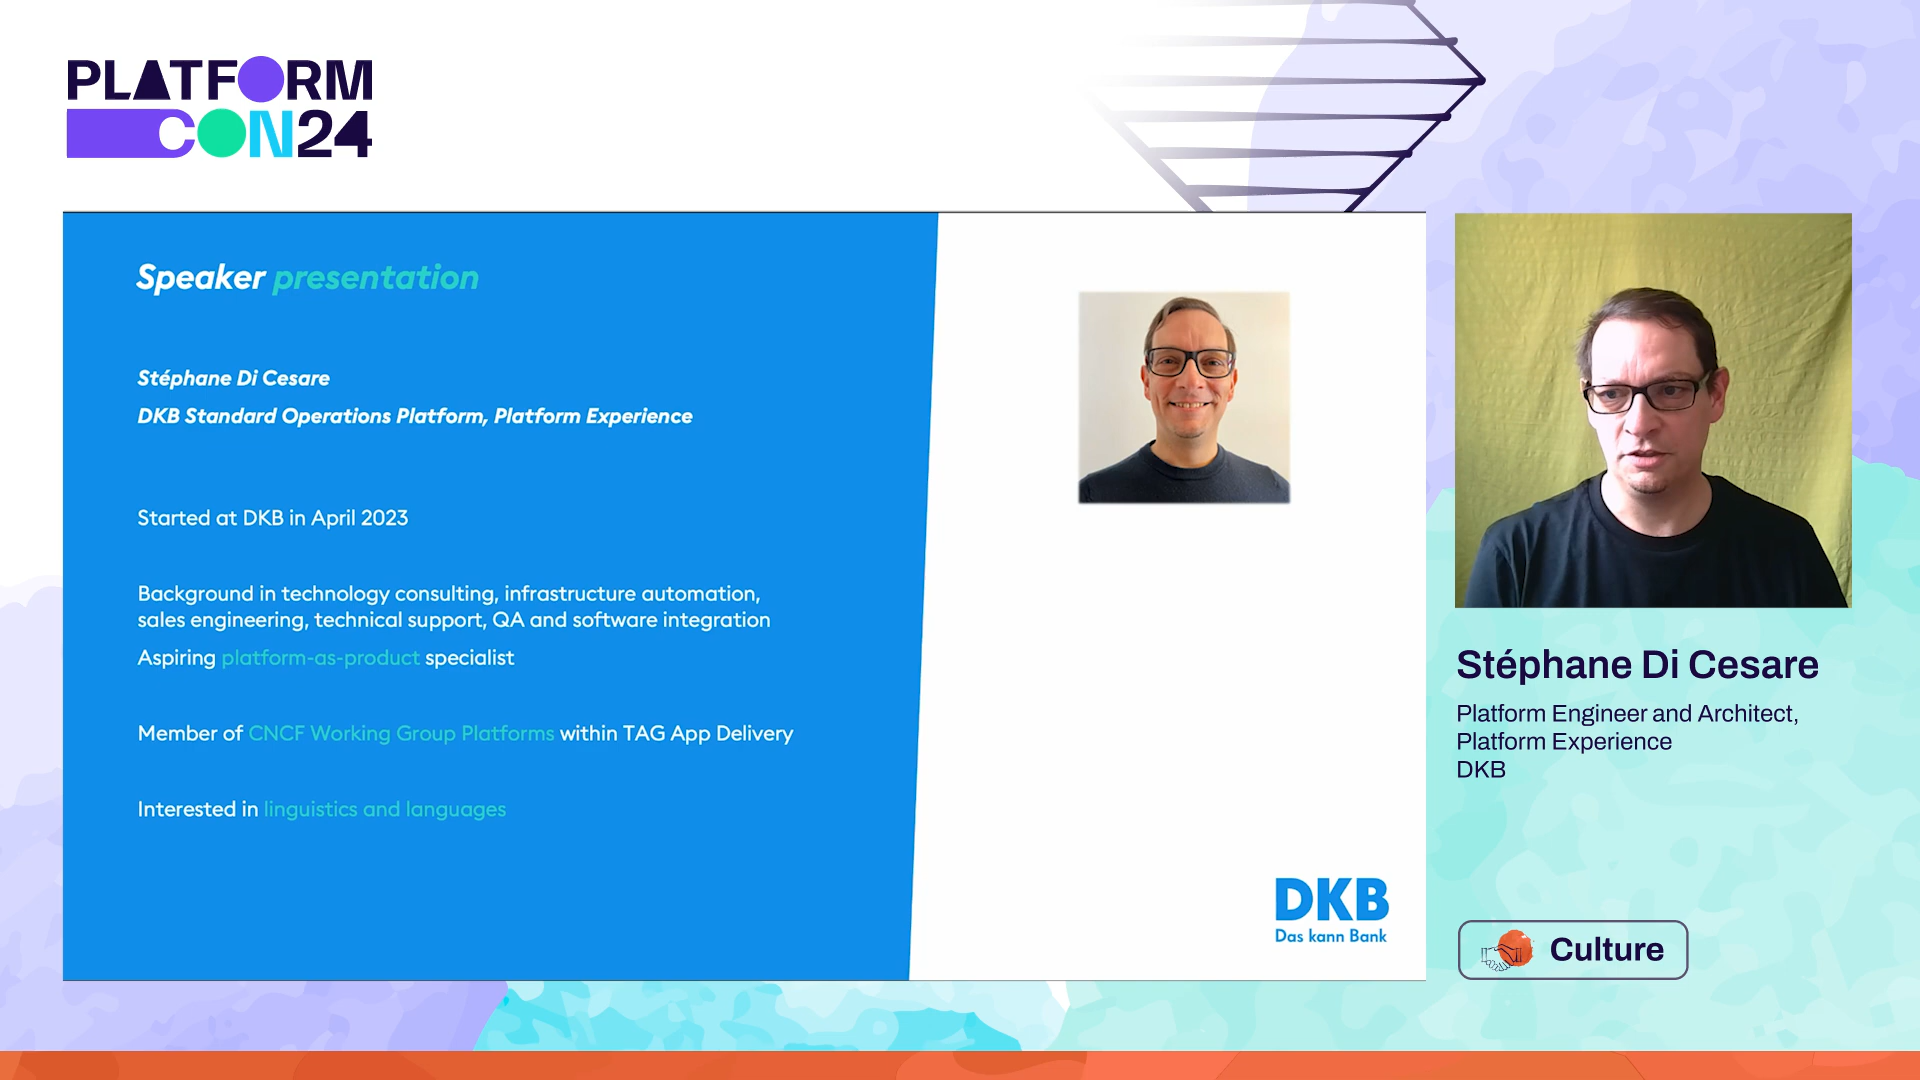 PLATFORM
CON24
Speaker presentation
Stéphane Di Cesare
DKB Standard Operations Platform, Platform Experience
Started at DKB in April 2023
Background in technology consulting, infrastructure automation,
sales engineering, technical support, QA and software integration
Aspiring platform-as-product specialist
Member of CNCF Working Group Platforms within TAG App Delivery
Interested in linguistics and languages
DKB
Das kann Bank
Stéphane Di Cesare
Platform Engineer and Architect,
Platform Experience
DKB
Culture